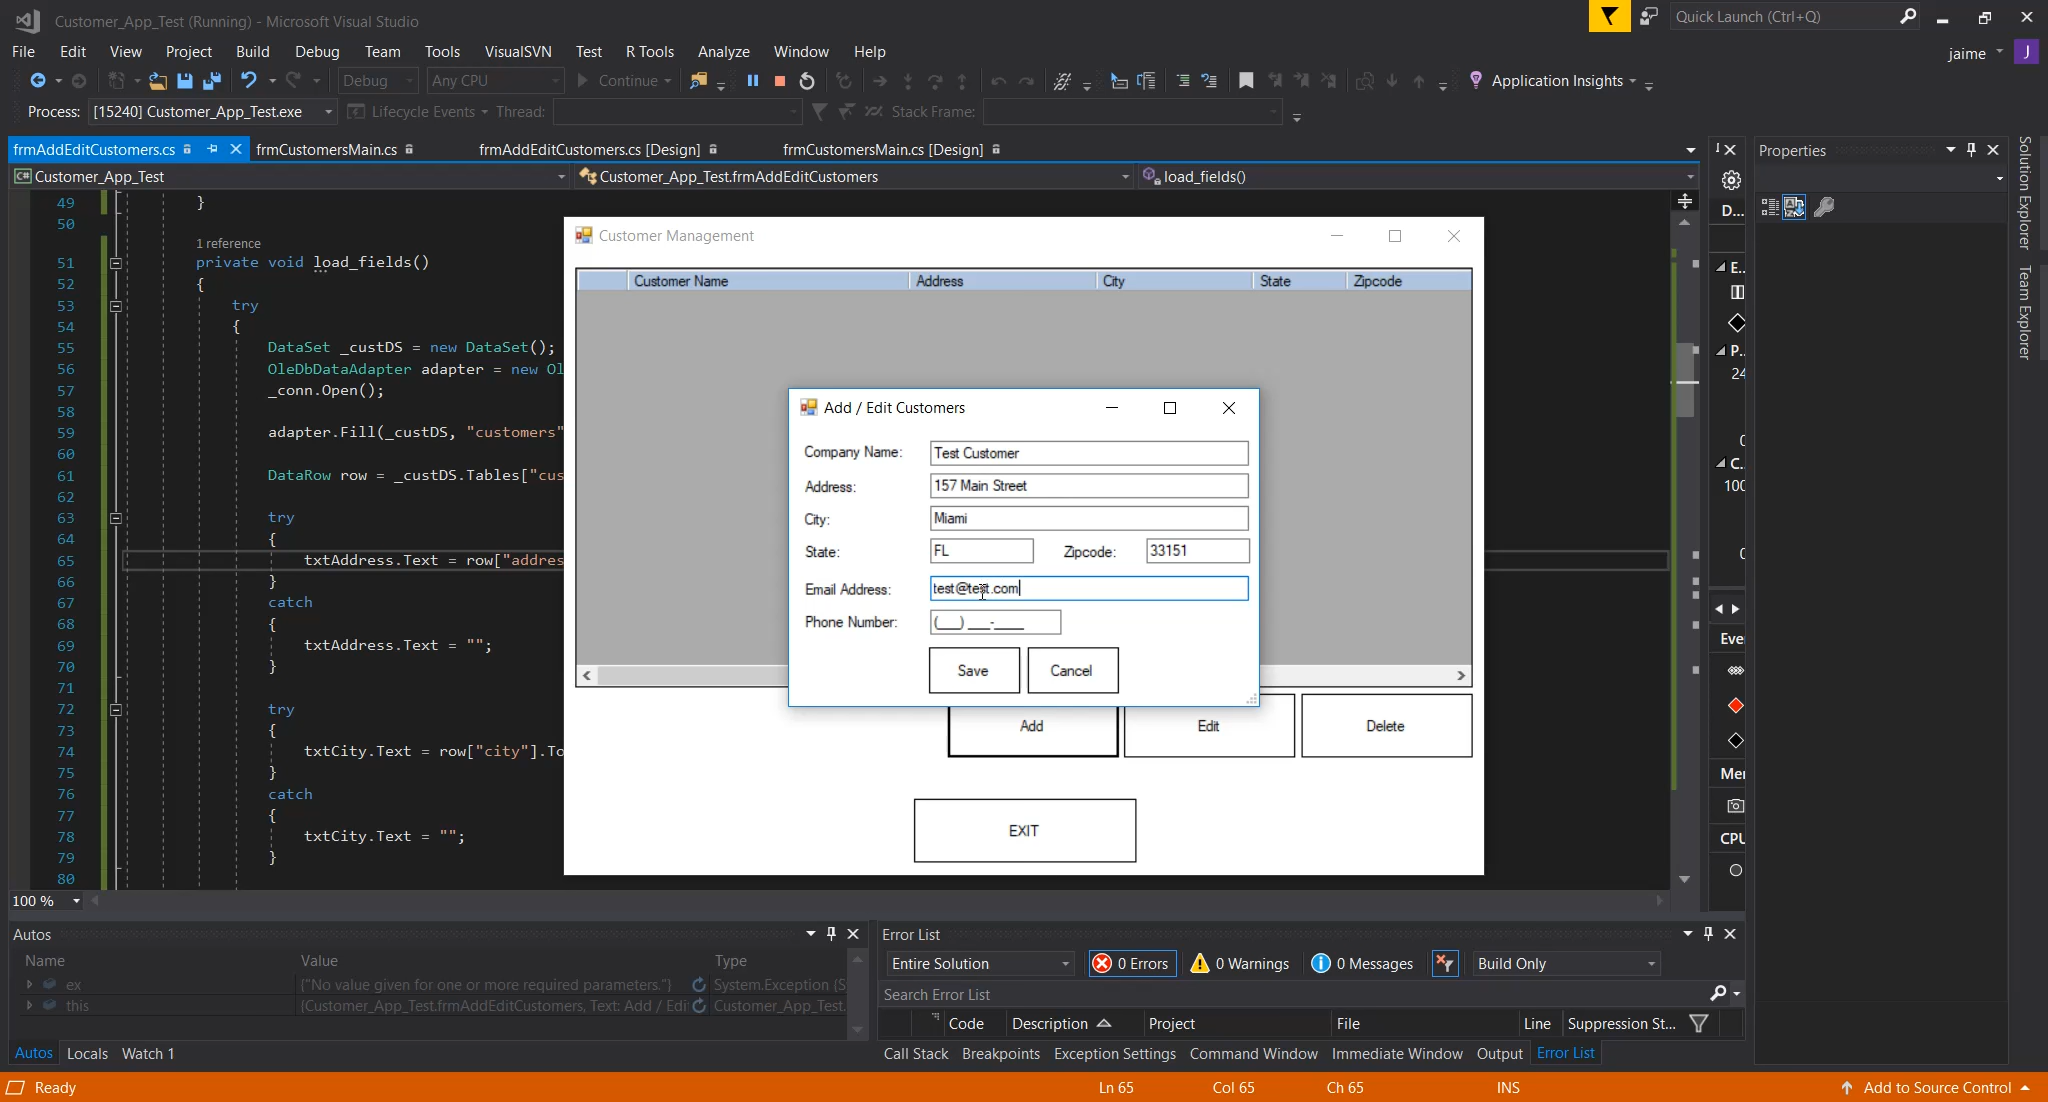 Customer_App_Test (Running) - Microsoft Visual Studio
Quick Launch (Ctrl+Q)
File Edit View Project Build Debug Team Tools VisualSVN Test R Tools Analyze Window Help
jaime J
Debug Any CPU Continue Application Insights
Process: [15240] Customer_App_Test.exe Lifecycle Events Thread: Stack Frame:
frmAddEditCustomers.cs frmCustomersMain.cs frmAddEditCustomers.cs [Design] frmCustomersMain.cs [Design]
Properties
C# Customer_App_Test Customer_App_Test.frmAddEditCustomers load_fields()
Solution Explorer
Team Explorer
49 }
50
1 reference
51 private void load_fields()
52 {
53 try
54 {
55 DataSet _custDS = new DataSet();
56 OleDbDataAdapter adapter = new Ol
57 _conn.Open();
58
59 adapter.Fill(_custDS, "customers"
60
61 DataRow row = _custDS.Tables["cus
62
63 try
64 {
65 txtAddress.Text = row["addres
66 }
67 catch
68 {
69 txtAddress.Text = "";
70 }
71
72 try
73 {
74 txtCity.Text = row["city"].To
75 }
76 catch
77 {
78 txtCity.Text = "";
79 }
80
Customer Management
Customer Name Address City State Zipcode
Add / Edit Customers
Company Name: Test Customer
Address: 157 Main Street
City: Miami
State: FL Zipcode: 33151
Email Address: test@test.com
Phone Number: (___) ___-____
Save Cancel
Add Edit Delete
EXIT
D...
E...
P...
24
0
C...
100
0
Eve
Mer
CPU
100 %
Autos
Name Value Type
ex {"No value given for one or more required parameters."} System.Exception {S
this {Customer_App_Test.frmAddEditCustomers, Text: Add / Edi Customer_App_Test.
Autos Locals Watch 1
Error List
Entire Solution 0 Errors 0 Warnings 0 Messages Build Only
Search Error List
Code Description Project File Line Suppression St...
Call Stack Breakpoints Exception Settings Command Window Immediate Window Output Error List
Ready Ln 65 Col 65 Ch 65 INS Add to Source Control